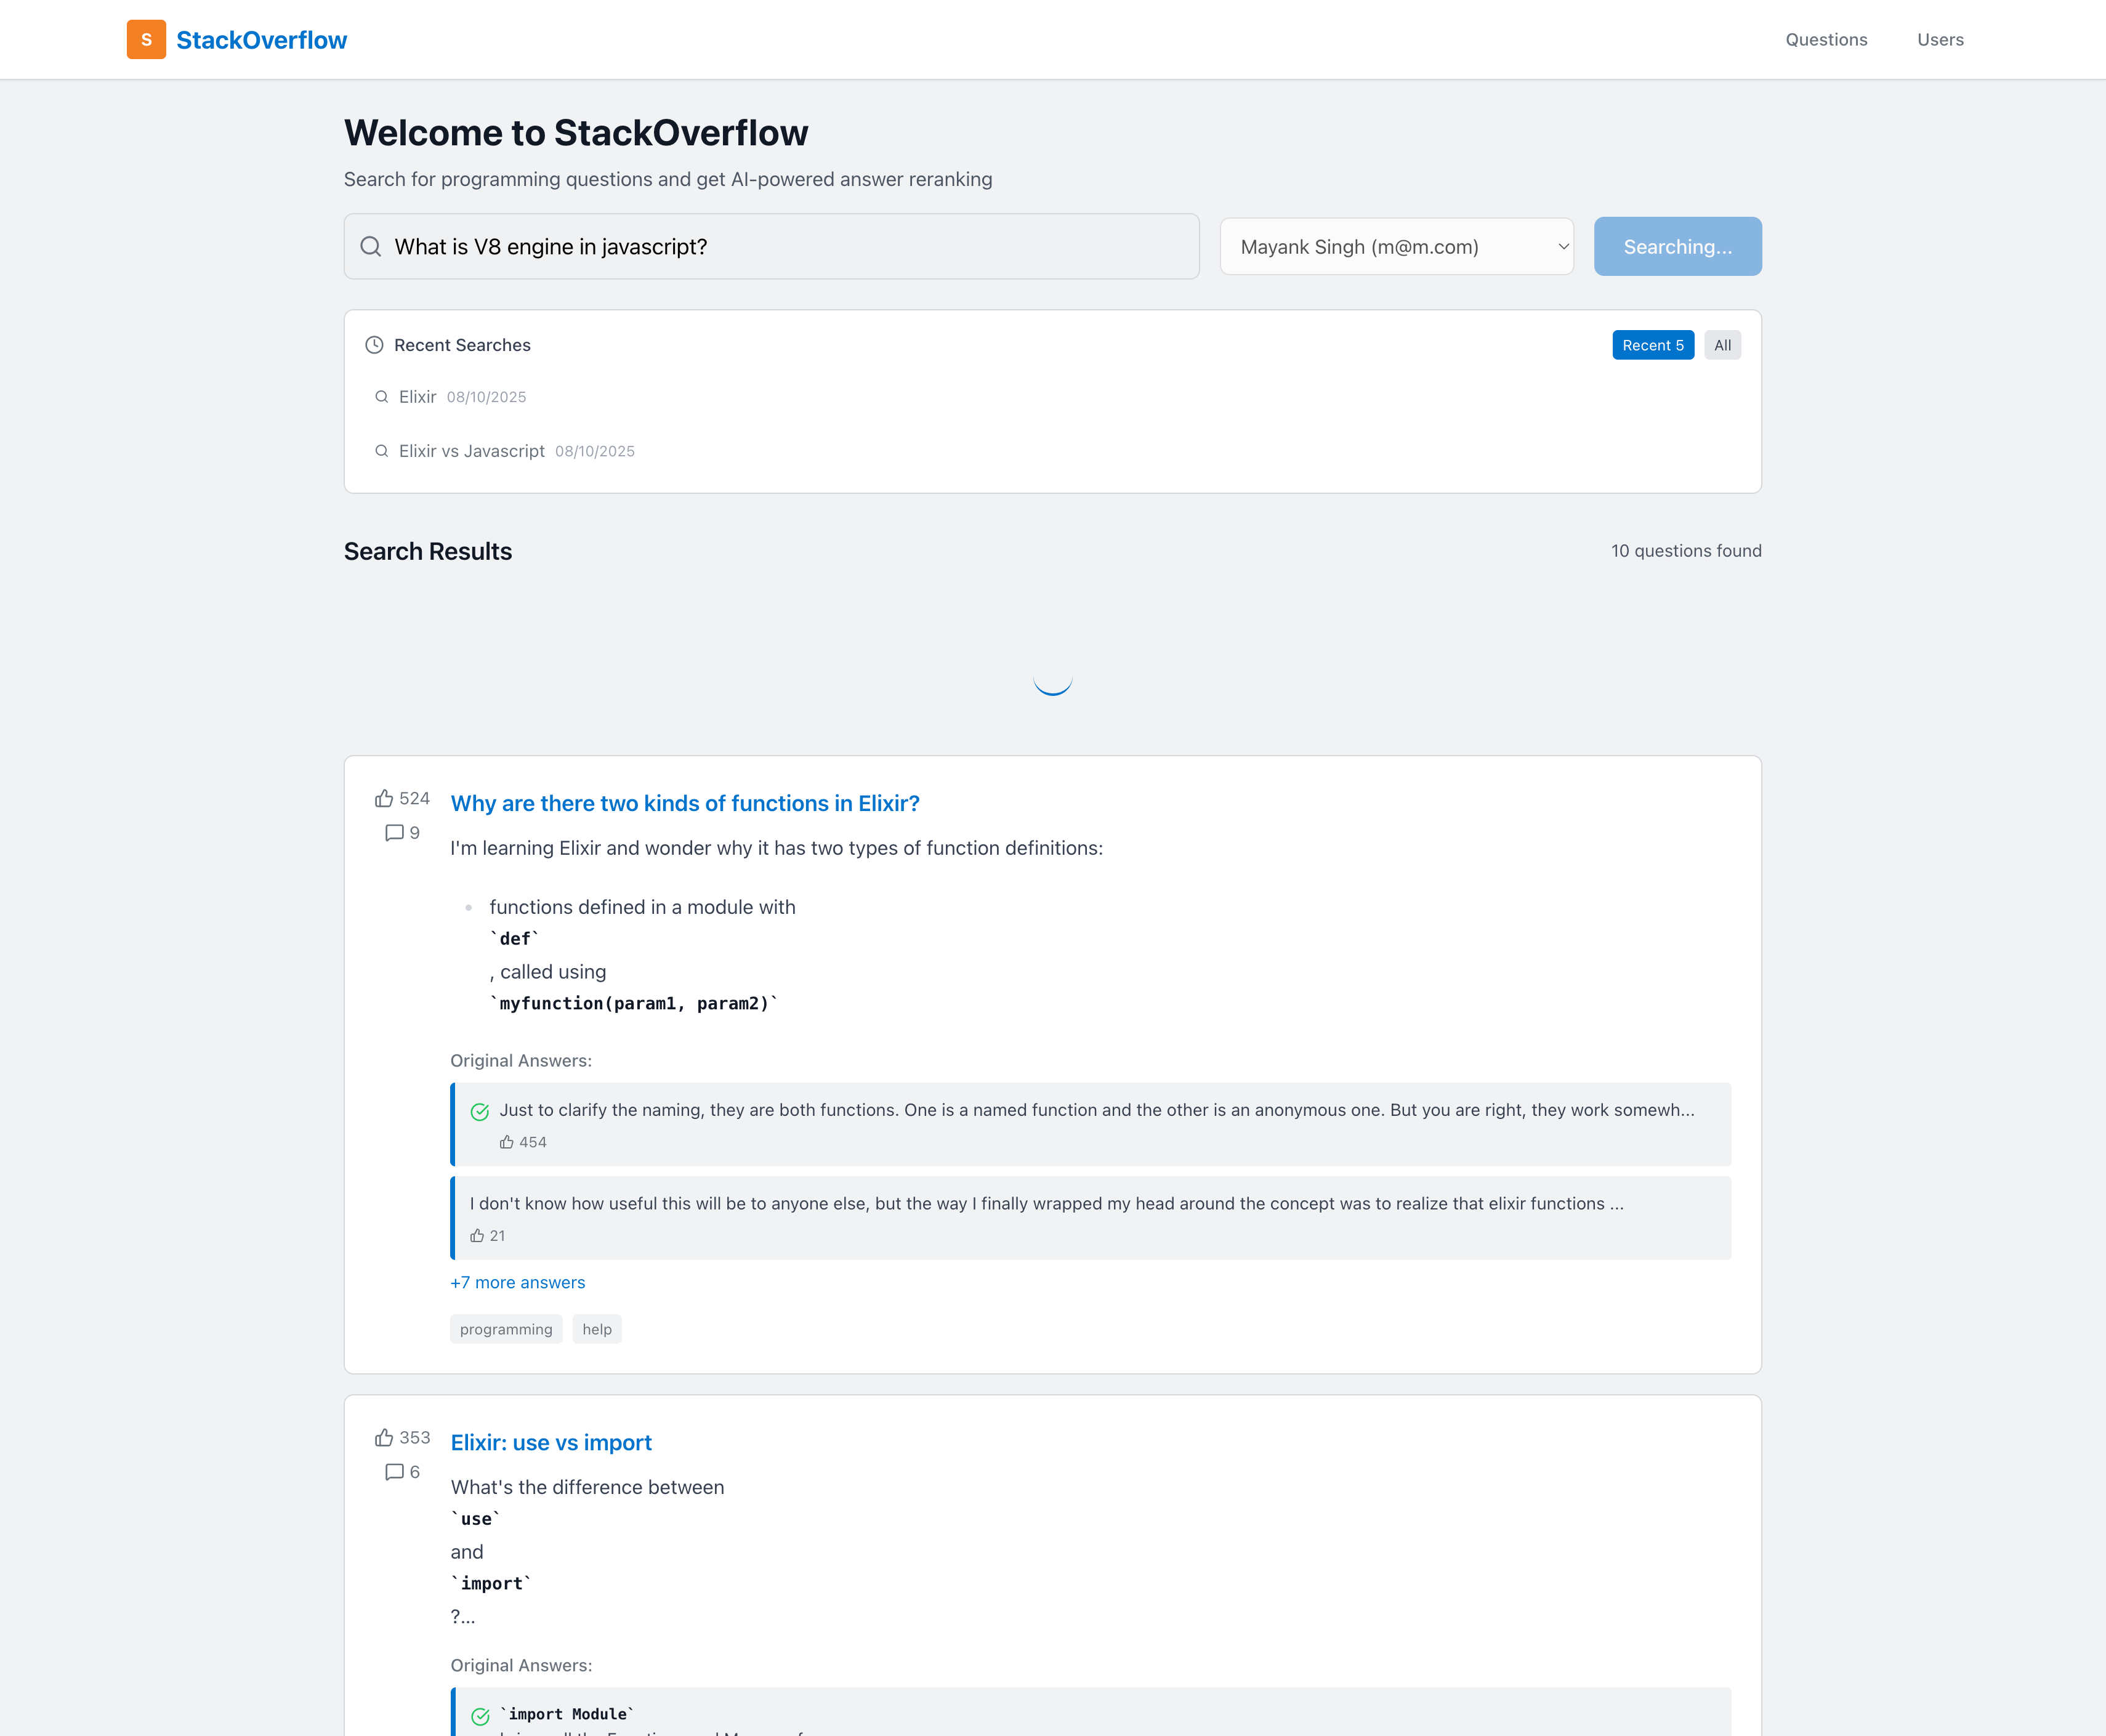 S StackOverflow
Questions
Users
Welcome to StackOverflow
Search for programming questions and get AI-powered answer reranking
What is V8 engine in javascript?
Mayank Singh (m@m.com)
Searching...
Recent Searches
Recent 5
All
Elixir 08/10/2025
Elixir vs Javascript 08/10/2025
Search Results
10 questions found
524
9
Why are there two kinds of functions in Elixir?
I'm learning Elixir and wonder why it has two types of function definitions:
functions defined in a module with
`def`
, called using
`myfunction(param1, param2)`
Original Answers:
Just to clarify the naming, they are both functions. One is a named function and the other is an anonymous one. But you are right, they work somewh...
454
I don't know how useful this will be to anyone else, but the way I finally wrapped my head around the concept was to realize that elixir functions ...
21
+7 more answers
programming
help
353
6
Elixir: use vs import
What's the difference between
`use`
and
`import`
?...
Original Answers:
`import Module`